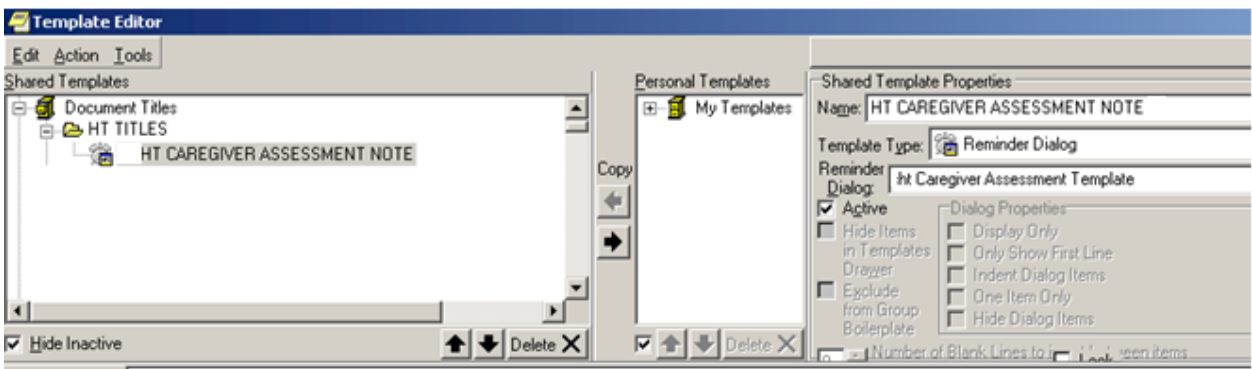 Template Editor
Edit Action Tools
Shared Templates
Document Titles
HT TITLES
HT CAREGIVER ASSESSMENT NOTE
Hide Inactive
Delete
Copy
Personal Templates
My Templates
Delete
Shared Template Properties
Name: HT CAREGIVER ASSESSMENT NOTE
Template Type: Reminder Dialog
Reminder Dialog: ht Caregiver Assessment Template
Active
Hide Items
in Templates
Drawer
Exclude
from Group
Boilerplate
Dialog Properties
Display Only
Only Show First Line
Indent Dialog Items
One Item Only
Hide Dialog Items
Number of Blank Lines to
Lock
items